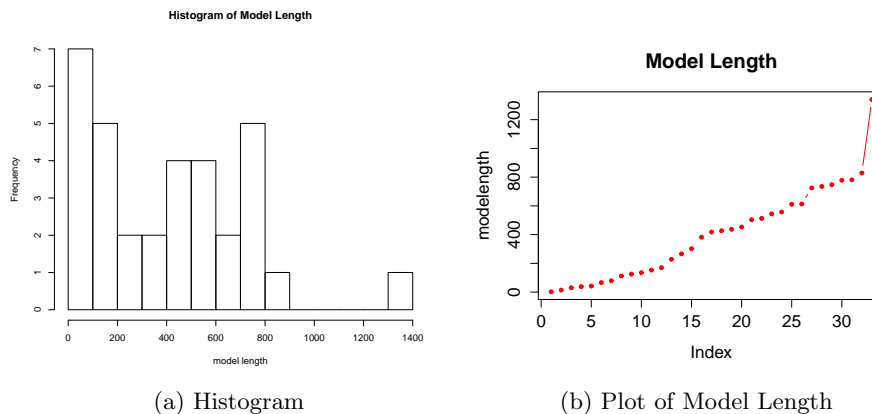 Histogram of Model Length
Frequency
0 1 2 3 4 5 6 7
0 200 400 600 800 1000 1200 1400
model length
(a) Histogram
Model Length
modelength
0 400 800 1200
0 5 10 15 20 25 30
Index
(b) Plot of Model Length